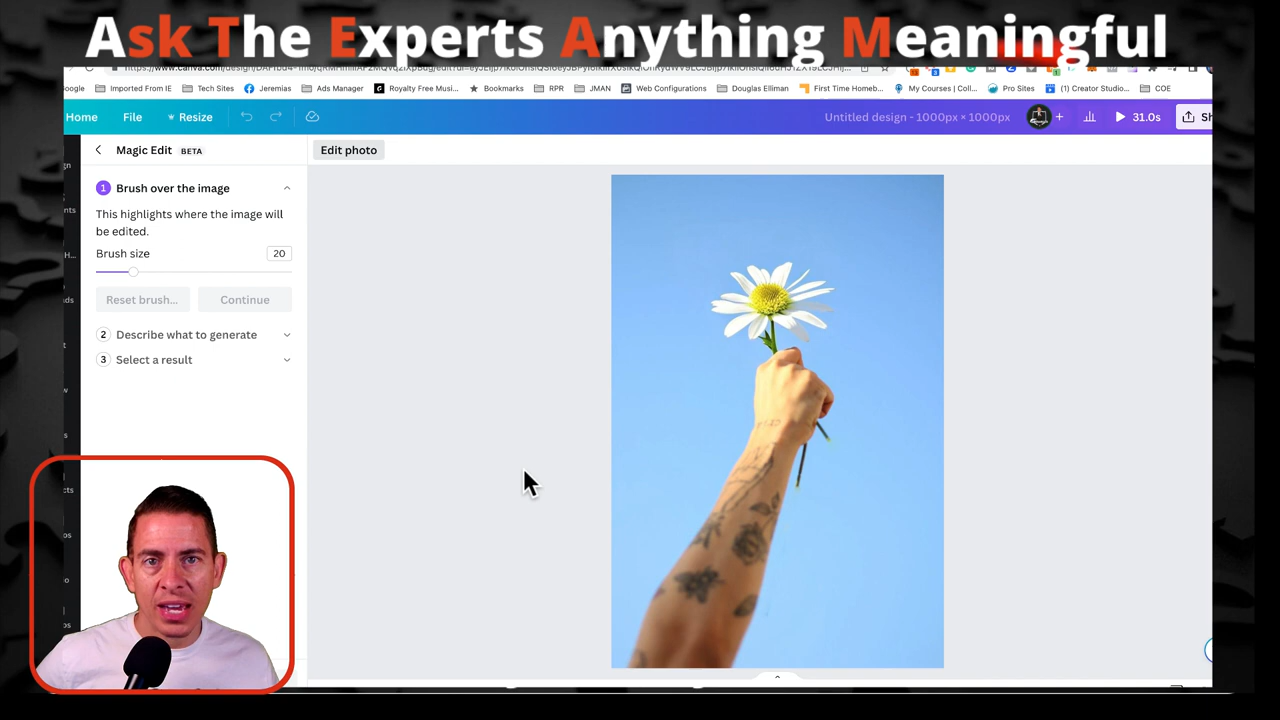 Ask The Experts Anything Meaningful
oogle Imported From IE Tech Sites Jeremias Ads Manager Royalty Free Musi... Bookmarks RPR JMAN Web Configurations Douglas Elliman First Time Homeb... My Courses | Coll... Pro Sites (1) Creator Studio... COE
Home File Resize Untitled design - 1000px × 1000px + 31.0s Sh
Magic Edit BETA
Edit photo
1 Brush over the image
This highlights where the image will
be edited.
Brush size 20
Reset brush... Continue
2 Describe what to generate
3 Select a result